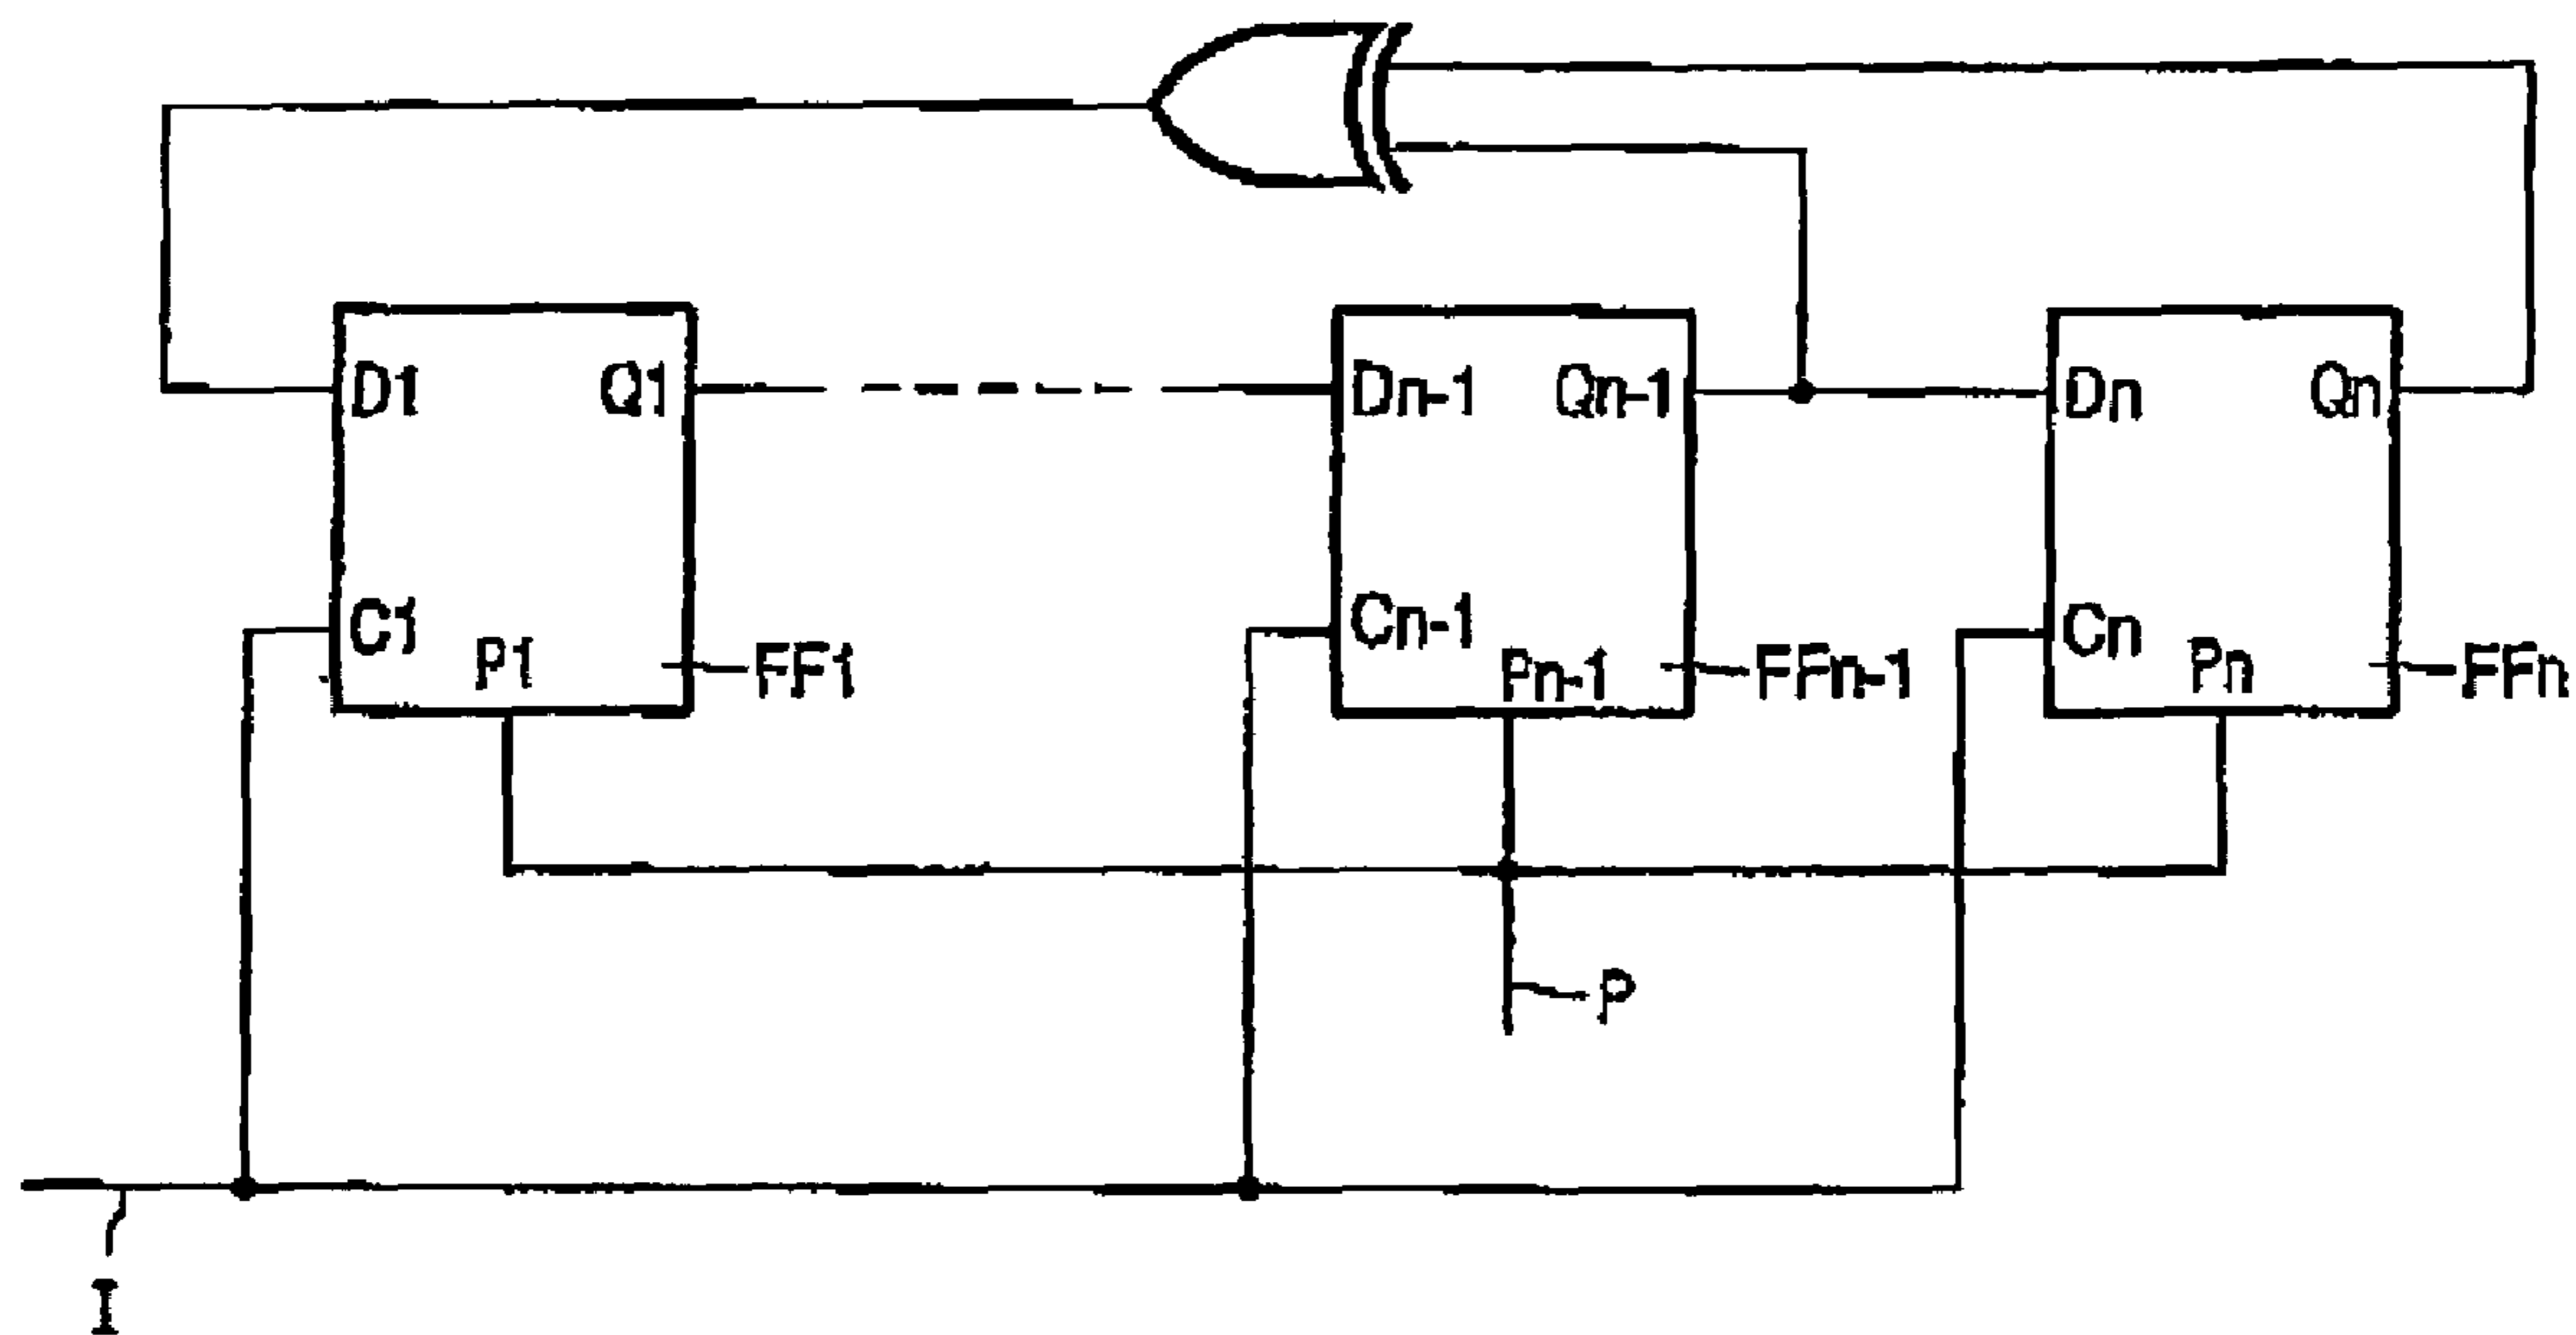 D1 Q1 Dn-1 Qn-1 Dn Qn
C1 P1 FF1 Cn-1 Pn-1 FFn-1 Cn Pn FFn
P
I